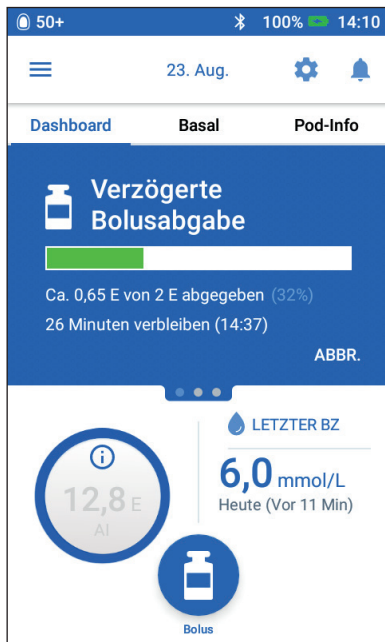 50+ 100% 14:10
23. Aug.
Dashboard Basal Pod-Info
Verzögerte
Bolusabgabe
Ca. 0,65 E von 2 E abgegeben (32%)
26 Minuten verbleiben (14:37)
ABBR.
LETZTER BZ
6,0 mmol/L
Heute (Vor 11 Min)
12,8 E
AI
Bolus